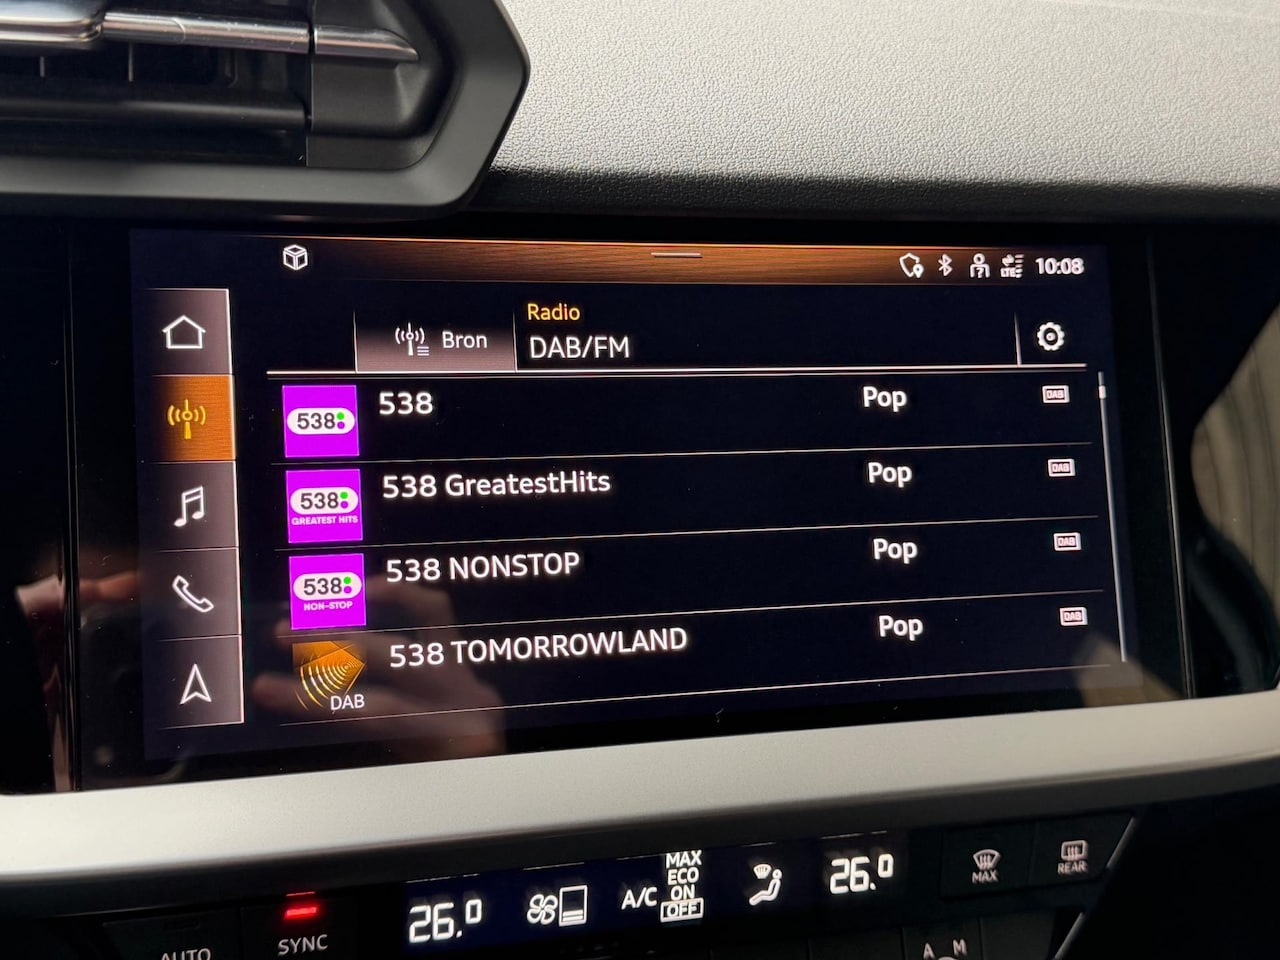 LTE 10:08
Bron
Radio
DAB/FM
538 538 Pop DAB
538 GREATEST HITS 538 GreatestHits Pop DAB
538 NON-STOP 538 NONSTOP Pop DAB
DAB 538 TOMORROWLAND Pop DAB
AUTO
SYNC
26.0
A/C
MAX
ECO
ON
OFF
26.0
MAX
REAR
A M